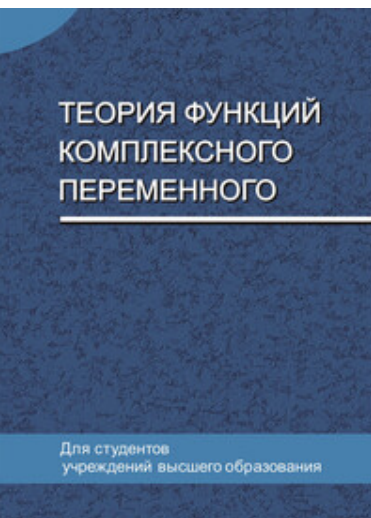 ТЕОРИЯ ФУНКЦИЙ
КОМПЛЕКСНОГО
ПЕРЕМЕННОГО
Для студентов
учреждений высшего образования